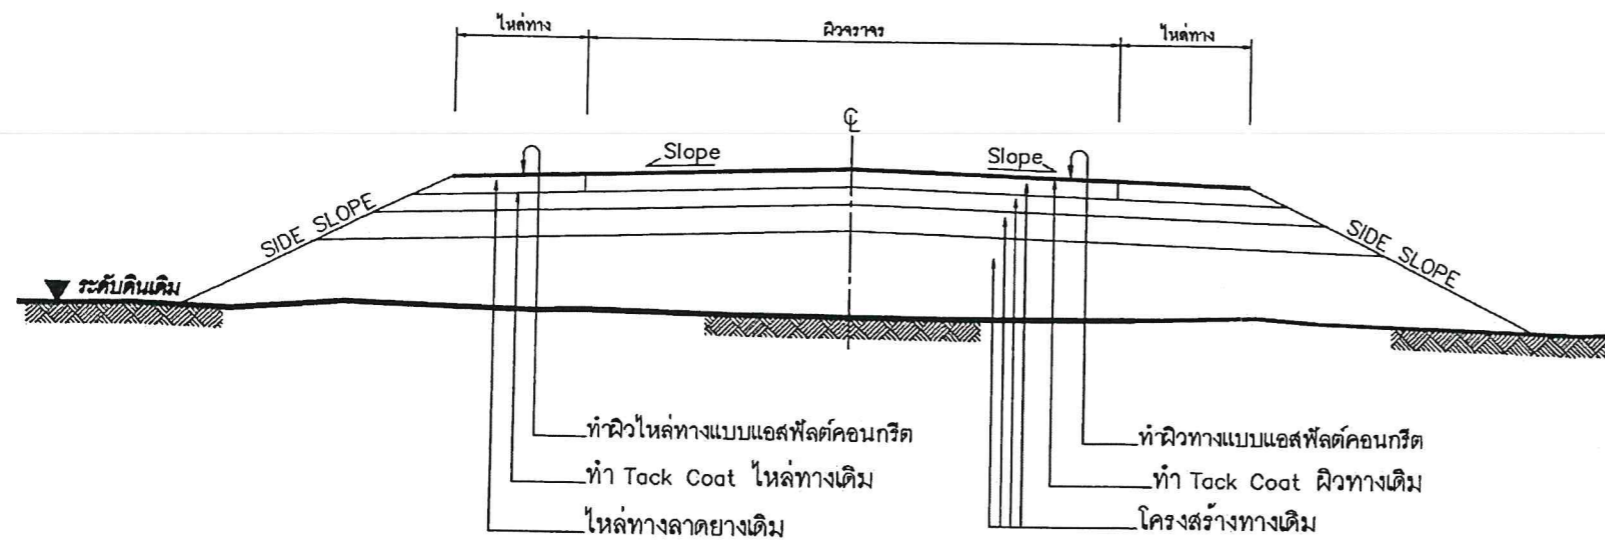 ไหล่ทาง
ผิวจราจร
ไหล่ทาง
℄
Slope
Slope
SIDE SLOPE
SIDE SLOPE
ระดับดินเดิม
ทำผิวไหล่ทางแบบแอสฟัลต์คอนกรีต
ทำผิวทางแบบแอสฟัลต์คอนกรีต
ทำ Tack Coat ไหล่ทางเดิม
ทำ Tack Coat ผิวทางเดิม
ไหล่ทางลาดยางเดิม
โครงสร้างทางเดิม